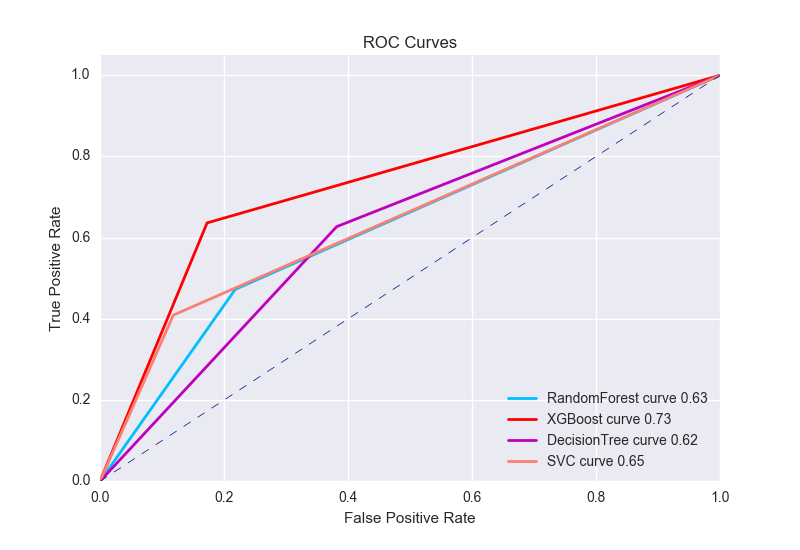 ROC Curves
True Positive Rate
1.0
0.8
0.6
0.4
0.2
0.0
RandomForest curve 0.63
XGBoost curve 0.73
DecisionTree curve 0.62
SVC curve 0.65
0.0 0.2 0.4 0.6 0.8 1.0
False Positive Rate